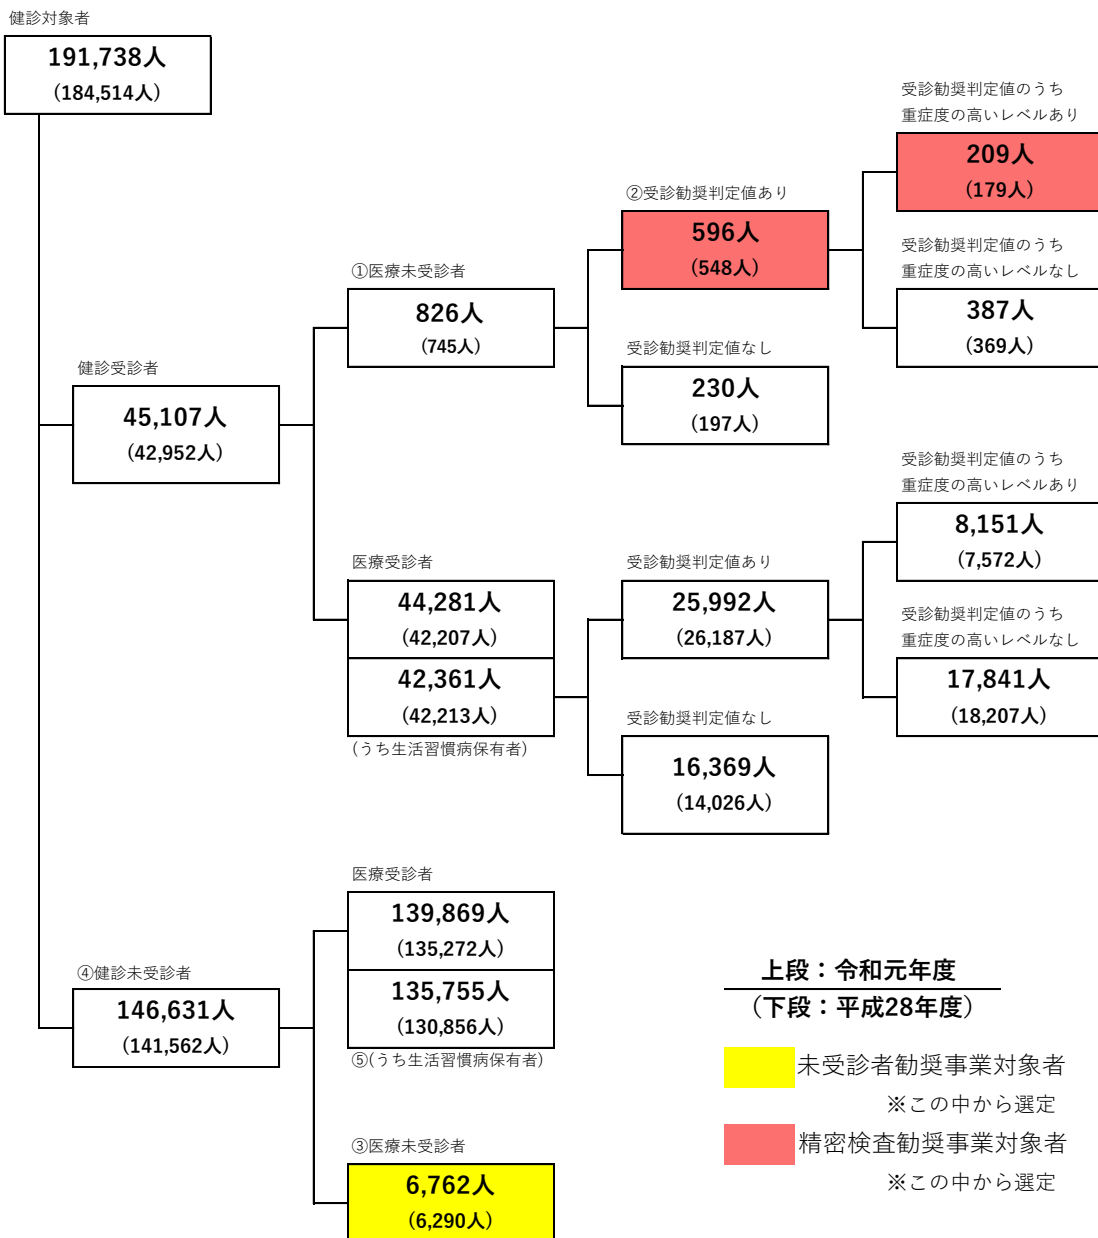 健診対象者
191,738人
(184,514人)
健診受診者
45,107人
(42,952人)
①医療未受診者
826人
(745人)
②受診勧奨判定値あり
596人
(548人)
受診勧奨判定値のうち
重症度の高いレベルあり
209人
(179人)
受診勧奨判定値のうち
重症度の高いレベルなし
387人
(369人)
受診勧奨判定値なし
230人
(197人)
医療受診者
44,281人
(42,207人)
42,361人
(42,213人)
(うち生活習慣病保有者)
受診勧奨判定値あり
25,992人
(26,187人)
受診勧奨判定値のうち
重症度の高いレベルあり
8,151人
(7,572人)
受診勧奨判定値のうち
重症度の高いレベルなし
17,841人
(18,207人)
受診勧奨判定値なし
16,369人
(14,026人)
④健診未受診者
146,631人
(141,562人)
医療受診者
139,869人
(135,272人)
135,755人
(130,856人)
⑤(うち生活習慣病保有者)
③医療未受診者
6,762人
(6,290人)
上段：令和元年度
(下段：平成28年度)
未受診者勧奨事業対象者
※この中から選定
精密検査勧奨事業対象者
※この中から選定